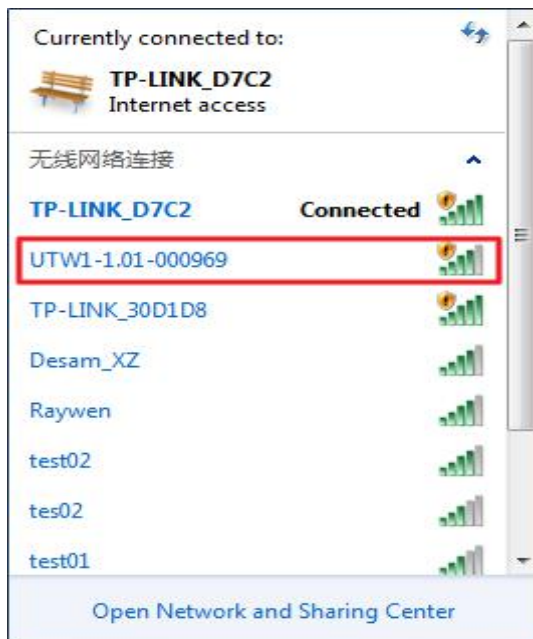 Currently connected to:
TP-LINK_D7C2
Internet access
无线网络连接
TP-LINK_D7C2 Connected
UTW1-1.01-000969
TP-LINK_30D1D8
Desam_XZ
Raywen
test02
tes02
test01
Open Network and Sharing Center